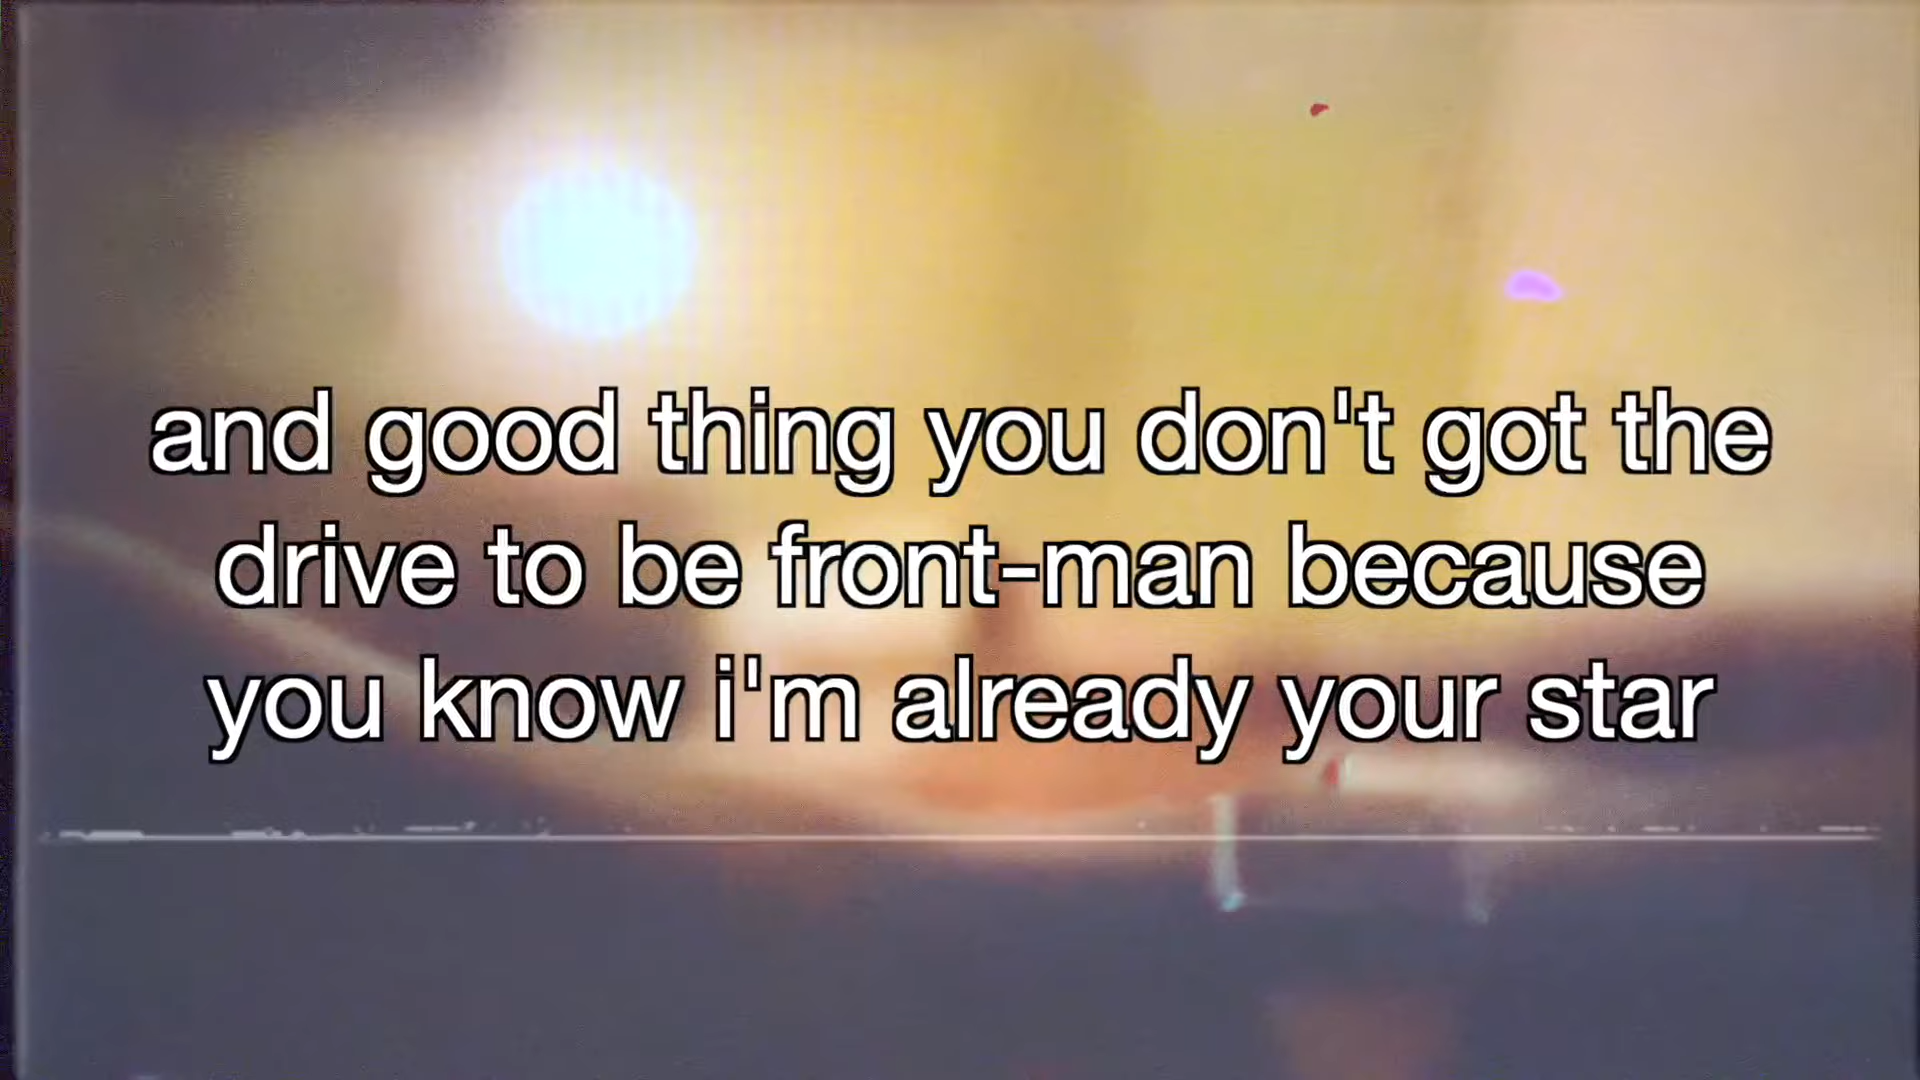 and good thing you don't got the
drive to be front-man because
you know i'm already your star